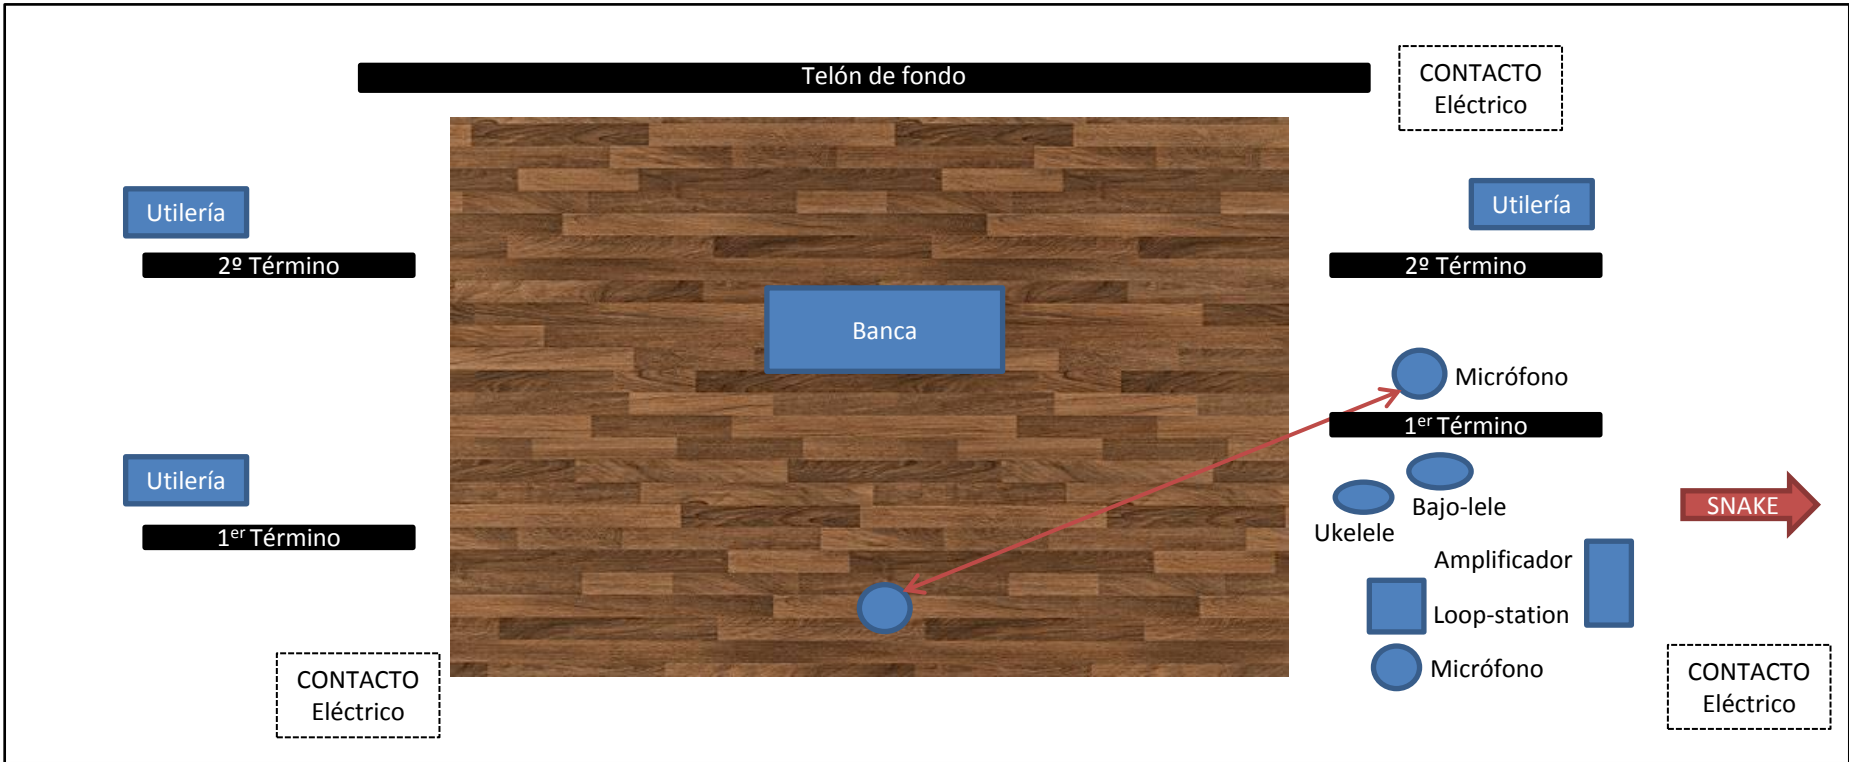 Telón de fondo
CONTACTO
Eléctrico
Utilería
Utilería
2º Término
2º Término
Banca
Micrófono
1er Término
Utilería
Bajo-lele
Ukelele
SNAKE
1er Término
Amplificador
Loop-station
Micrófono
CONTACTO
Eléctrico
CONTACTO
Eléctrico